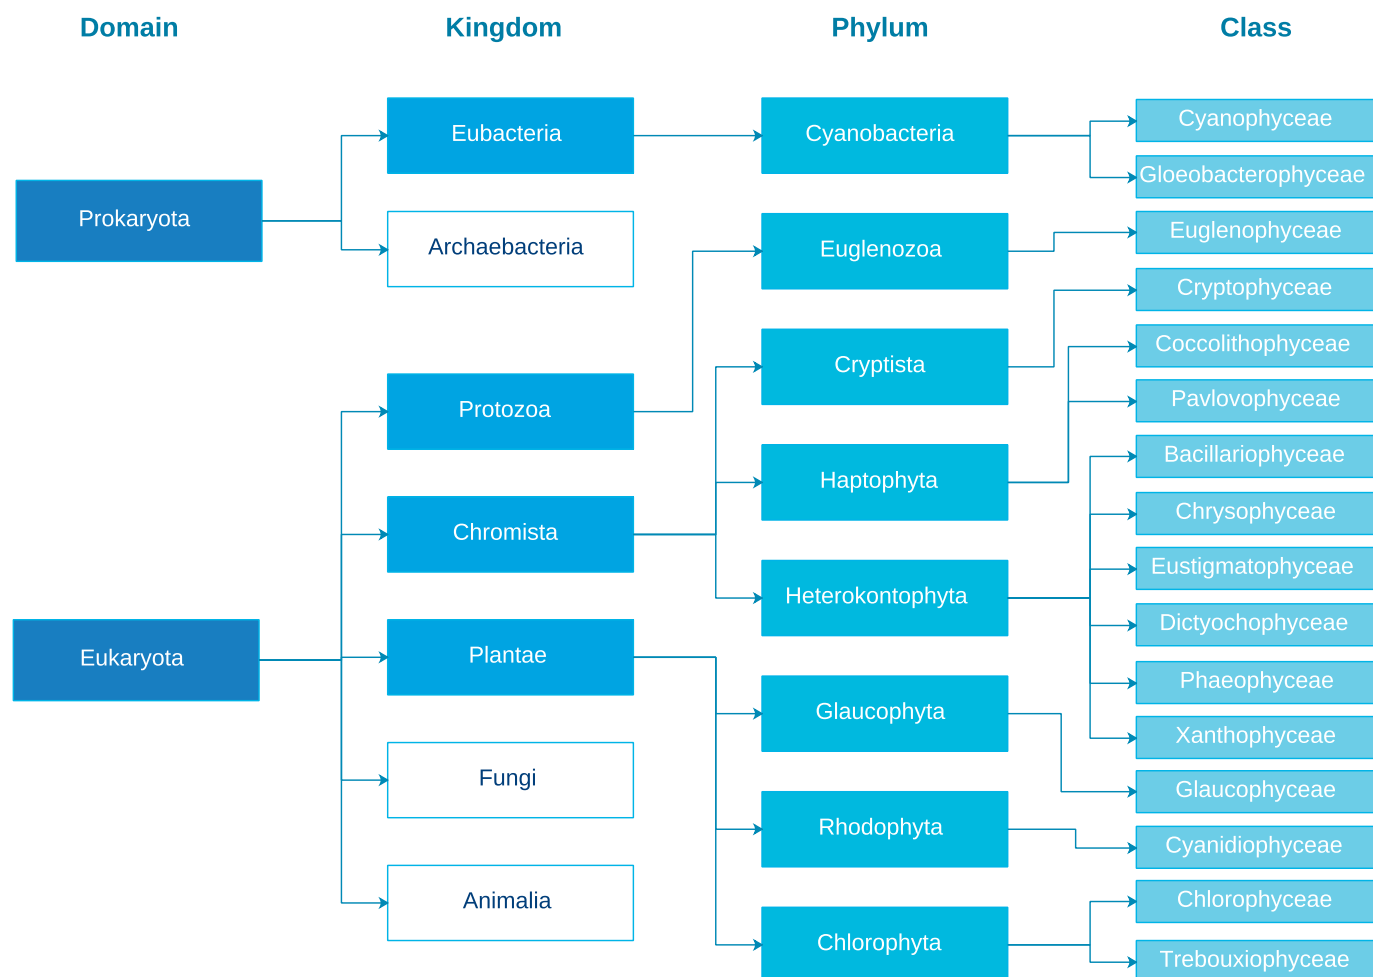 Domain
Kingdom
Phylum
Class
Prokaryota
Eukaryota
Eubacteria
Archaebacteria
Protozoa
Chromista
Plantae
Fungi
Animalia
Cyanobacteria
Euglenozoa
Cryptista
Haptophyta
Heterokontophyta
Glaucophyta
Rhodophyta
Chlorophyta
Cyanophyceae
Gloeobacterophyceae
Euglenophyceae
Cryptophyceae
Coccolithophyceae
Pavlovophyceae
Bacillariophyceae
Chrysophyceae
Eustigmatophyceae
Dictyochophyceae
Phaeophyceae
Xanthophyceae
Glaucophyceae
Cyanidiophyceae
Chlorophyceae
Trebouxiophyceae